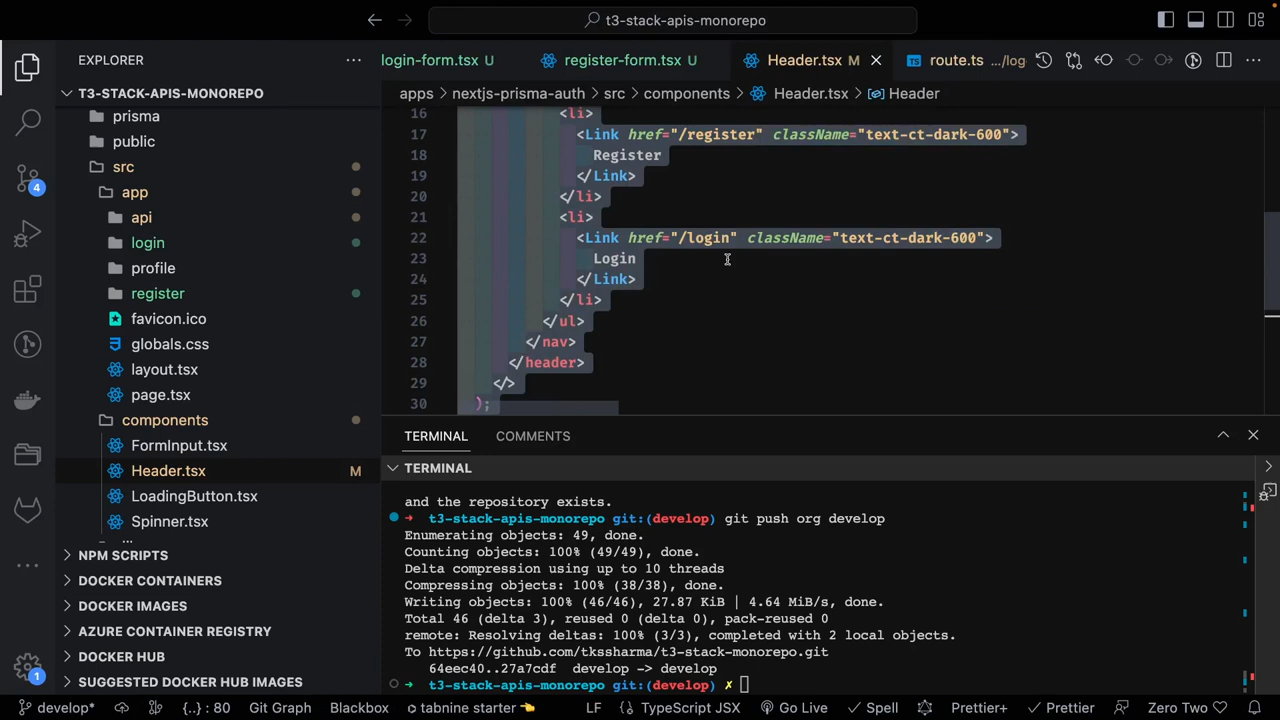 t3-stack-apis-monorepo
EXPLORER
login-form.tsx U
register-form.tsx U
Header.tsx M
route.ts .../log
apps > nextjs-prisma-auth > src > components > Header.tsx > Header
T3-STACK-APIS-MONOREPO
prisma
public
src
app
api
login
profile
register
favicon.ico
globals.css
layout.tsx
page.tsx
components
FormInput.tsx
Header.tsx M
LoadingButton.tsx
Spinner.tsx
NPM SCRIPTS
DOCKER CONTAINERS
DOCKER IMAGES
AZURE CONTAINER REGISTRY
DOCKER HUB
SUGGESTED DOCKER HUB IMAGES
4
1
16 <li>
17 <Link href="/register" className="text-ct-dark-600">
18 Register
19 </Link>
20 </li>
21 <li>
22 <Link href="/login" className="text-ct-dark-600">
23 Login
24 </Link>
25 </li>
26 </ul>
27 </nav>
28 </header>
29 </>
30 );
TERMINAL COMMENTS
TERMINAL
and the repository exists.
➜ t3-stack-apis-monorepo git:(develop) git push org develop
Enumerating objects: 49, done.
Counting objects: 100% (49/49), done.
Delta compression using up to 10 threads
Compressing objects: 100% (38/38), done.
Writing objects: 100% (46/46), 27.87 KiB | 4.64 MiB/s, done.
Total 46 (delta 3), reused 0 (delta 0), pack-reused 0
remote: Resolving deltas: 100% (3/3), completed with 2 local objects.
To https://github.com/tkssharma/t3-stack-monorepo.git
64eec40..27a7cdf develop -> develop
➜ t3-stack-apis-monorepo git:(develop) ✗
develop* {..} : 80 Git Graph Blackbox tabnine starter 👈 LF TypeScript JSX Go Live Spell Prettier+ Prettier Zero Two